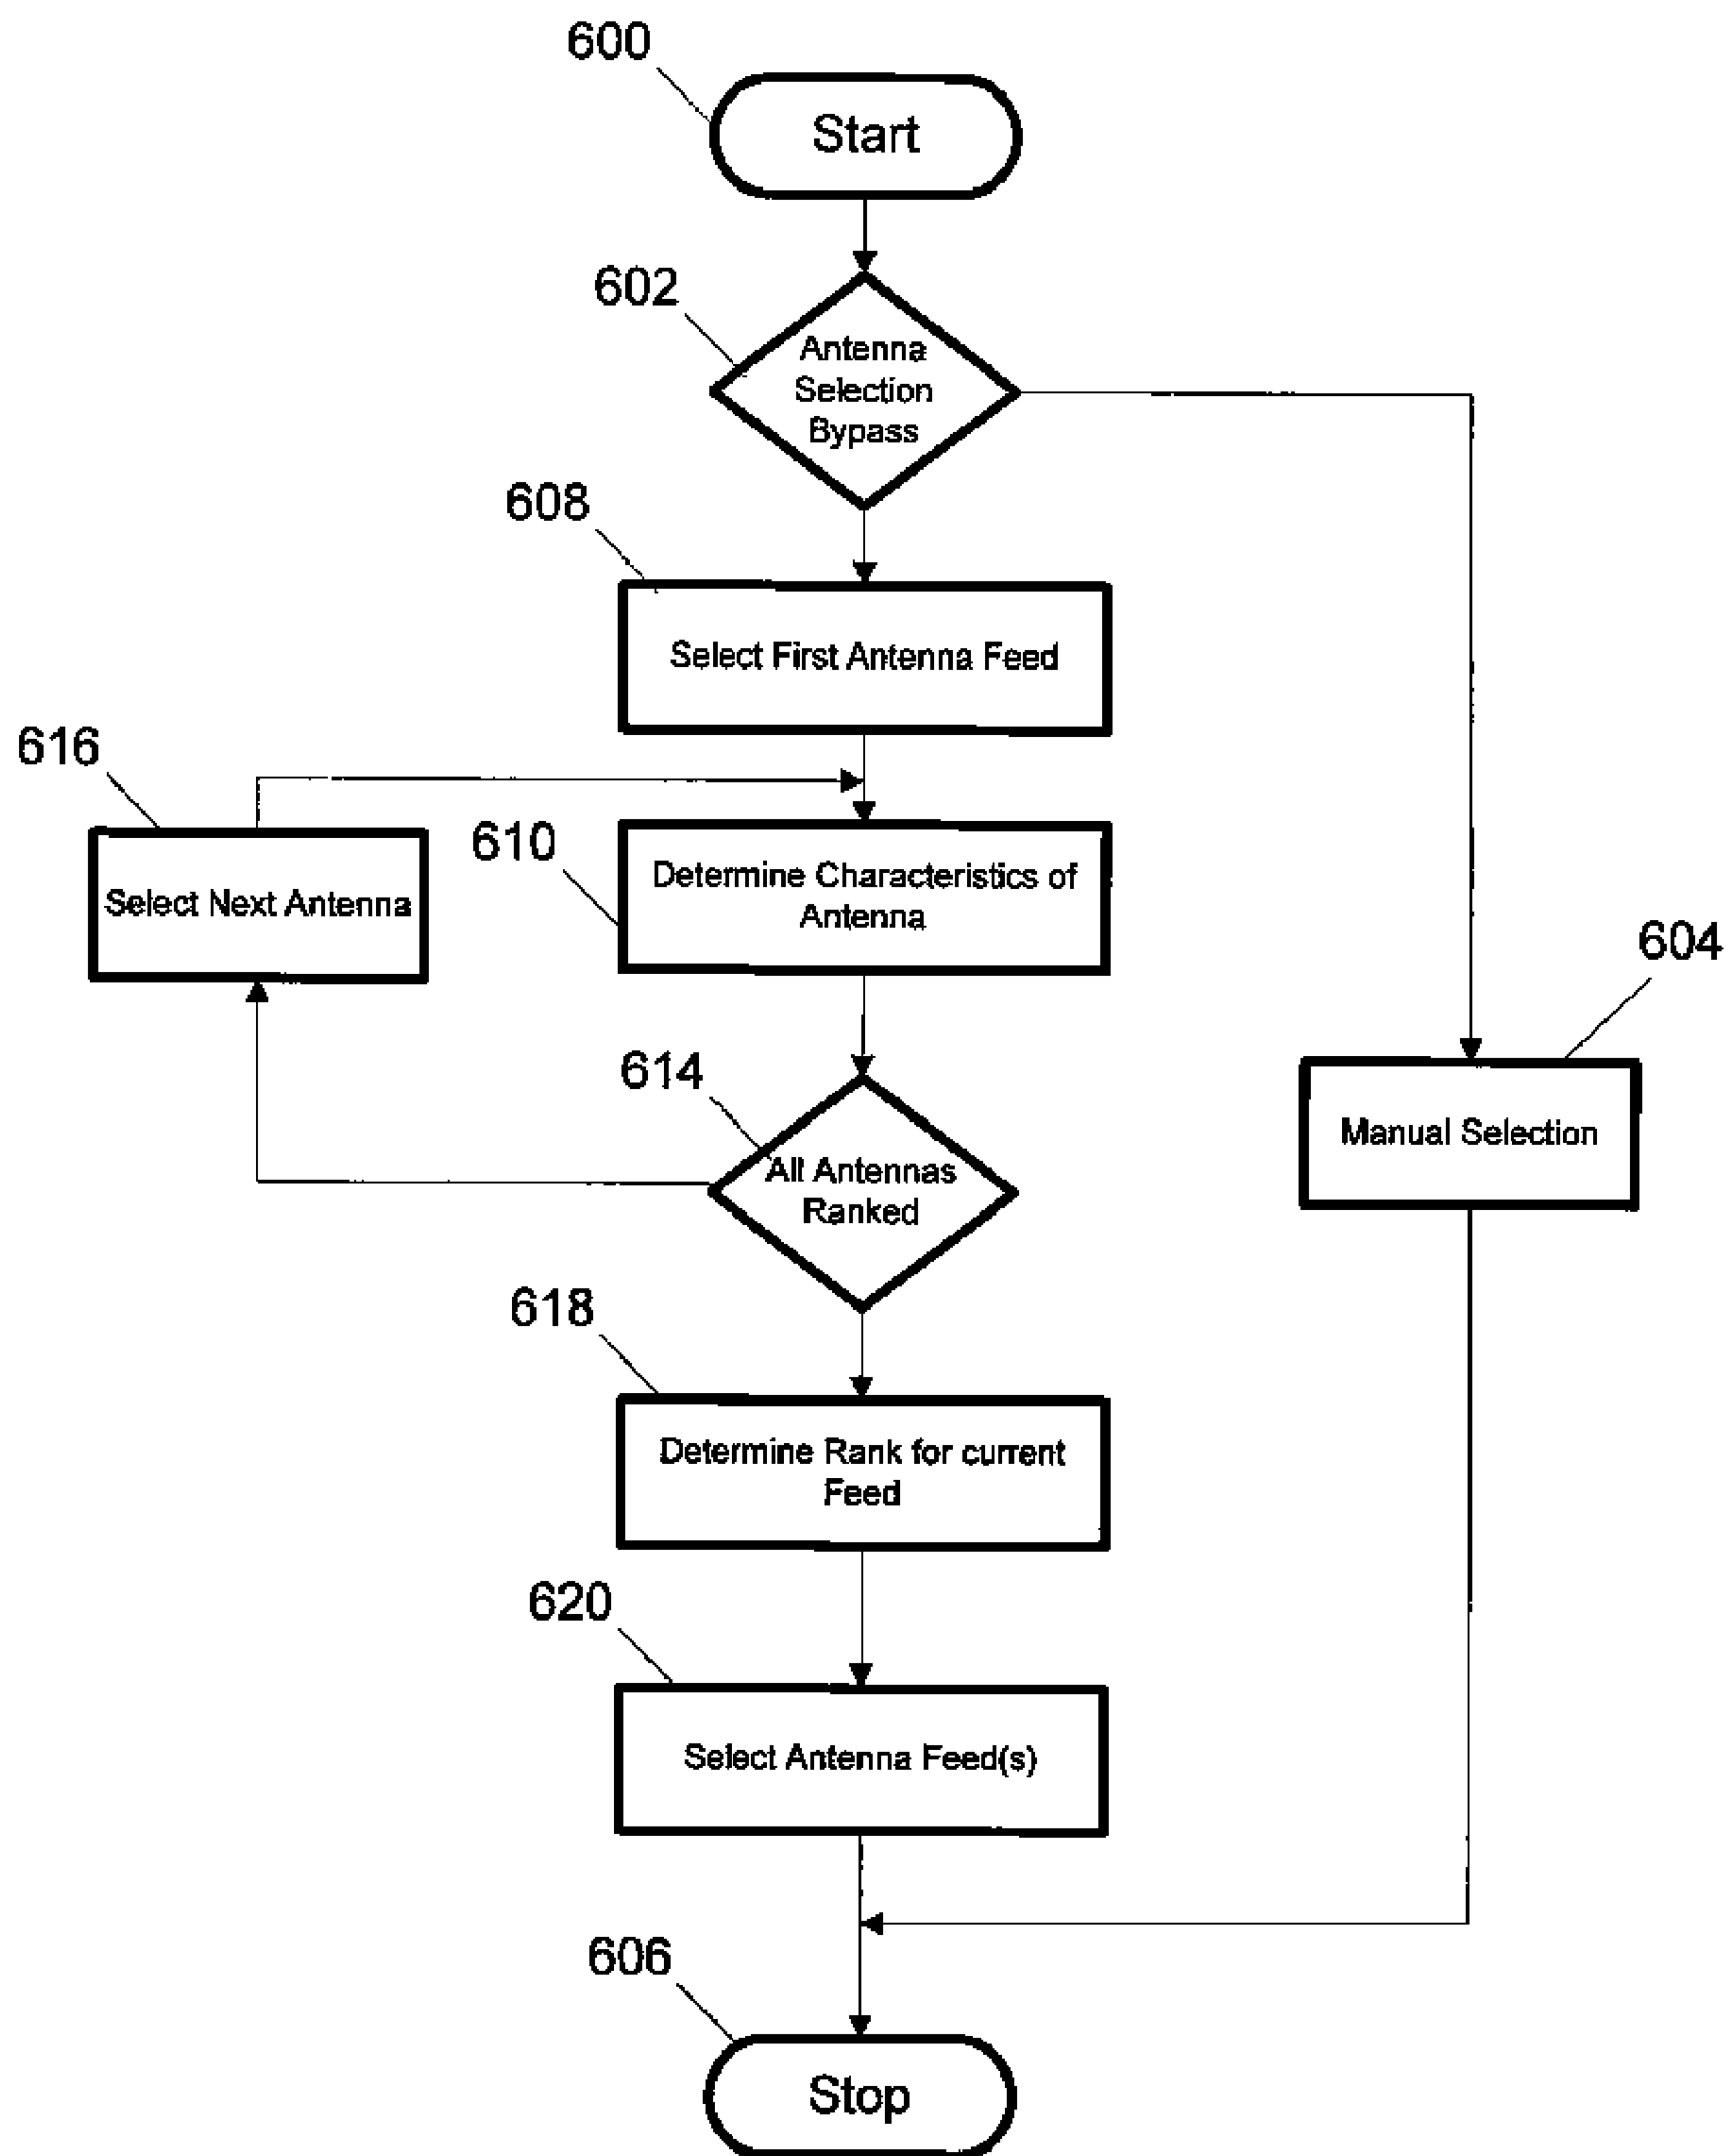 600
Start
602
Antenna
Selection
Bypass
608
Select First Antenna Feed
616
Select Next Antenna
610
Determine Characteristics of
Antenna
604
Manual Selection
614
All Antennas
Ranked
618
Determine Rank for current
Feed
620
Select Antenna Feed(s)
606
Stop